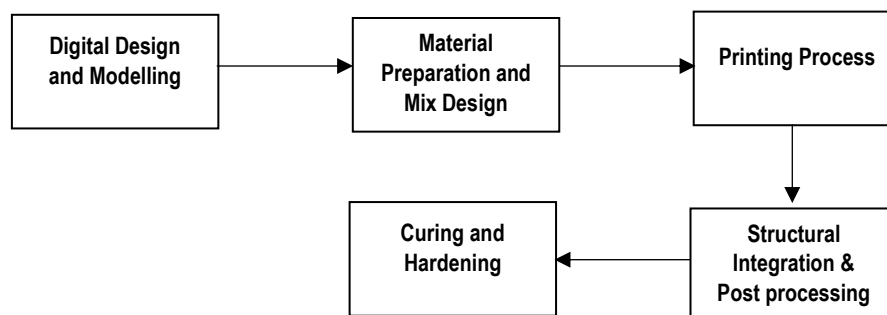 Digital Design
and Modelling
Material
Preparation and
Mix Design
Printing Process
Structural
Integration &
Post processing
Curing and
Hardening